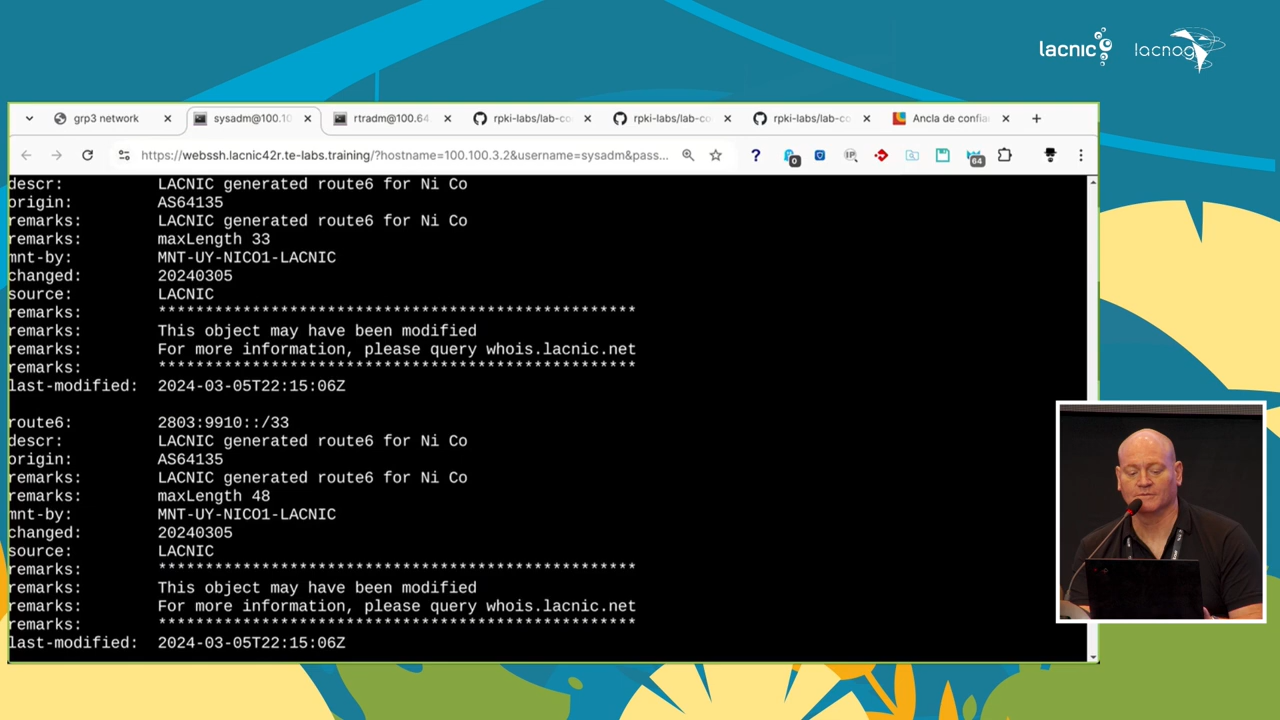 lacnic
lacnog
grp3 network
sysadm@100.10
rtradm@100.64.
rpki-labs/lab-co
rpki-labs/lab-co
rpki-labs/lab-co
Ancla de confia
https://webssh.lacnic42r.te-labs.training/?hostname=100.100.3.2&username=sysadm&pass...
0
IP
64
descr: LACNIC generated route6 for Ni Co
origin: AS64135
remarks: LACNIC generated route6 for Ni Co
remarks: maxLength 33
mnt-by: MNT-UY-NICO1-LACNIC
changed: 20240305
source: LACNIC
remarks: ***************************************************
remarks: This object may have been modified
remarks: For more information, please query whois.lacnic.net
remarks: ***************************************************
last-modified: 2024-03-05T22:15:06Z
route6: 2803:9910::/33
descr: LACNIC generated route6 for Ni Co
origin: AS64135
remarks: LACNIC generated route6 for Ni Co
remarks: maxLength 48
mnt-by: MNT-UY-NICO1-LACNIC
changed: 20240305
source: LACNIC
remarks: ***************************************************
remarks: This object may have been modified
remarks: For more information, please query whois.lacnic.net
remarks: ***************************************************
last-modified: 2024-03-05T22:15:06Z